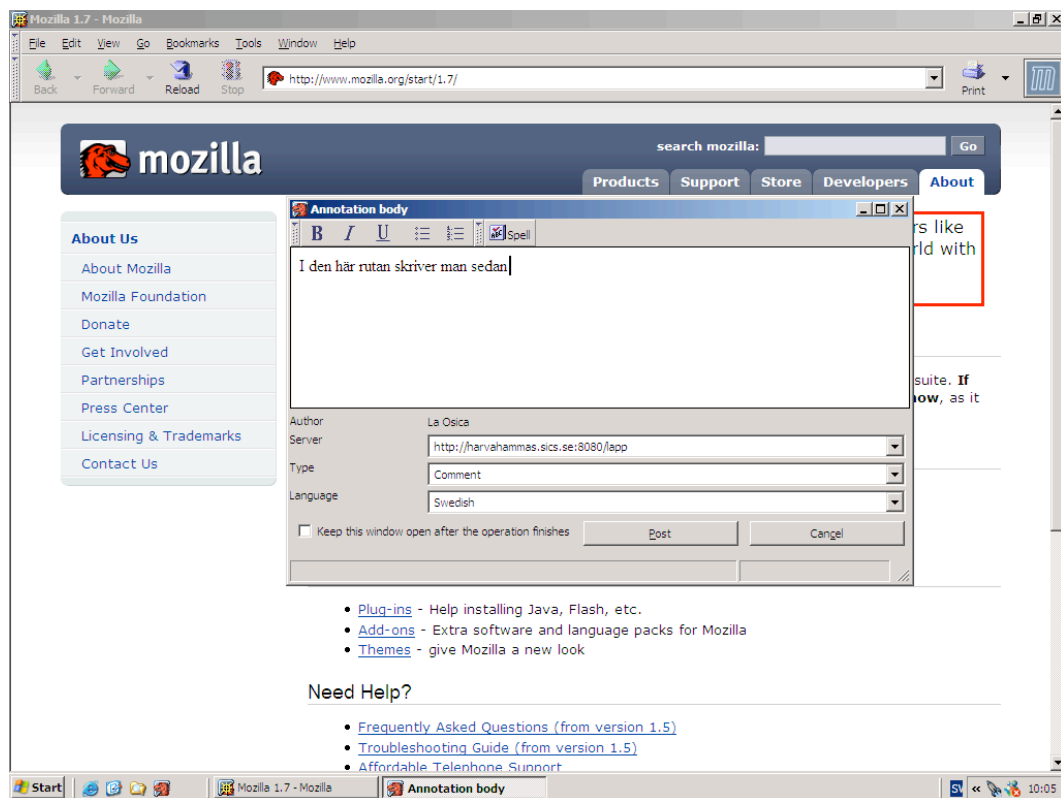 Mozilla 1.7 - Mozilla
File Edit View Go Bookmarks Tools Window Help
Back Forward Reload Stop http://www.mozilla.org/start/1.7/ Print
mozilla
search mozilla: Go
Products Support Store Developers About
About Us
About Mozilla
Mozilla Foundation
Donate
Get Involved
Partnerships
Press Center
Licensing & Trademarks
Contact Us
rs like
rld with
suite. If
now, as it
Annotation body
B I U Spell
I den här rutan skriver man sedan
Author La Osica
Server http://harvahammas.sics.se:8080/lapp
Type Comment
Language Swedish
Keep this window open after the operation finishes Post Cancel
Plug-ins - Help installing Java, Flash, etc.
Add-ons - Extra software and language packs for Mozilla
Themes - give Mozilla a new look
Need Help?
Frequently Asked Questions (from version 1.5)
Troubleshooting Guide (from version 1.5)
Affordable Telephone Support
Start Mozilla 1.7 - Mozilla Annotation body SV « 10:05